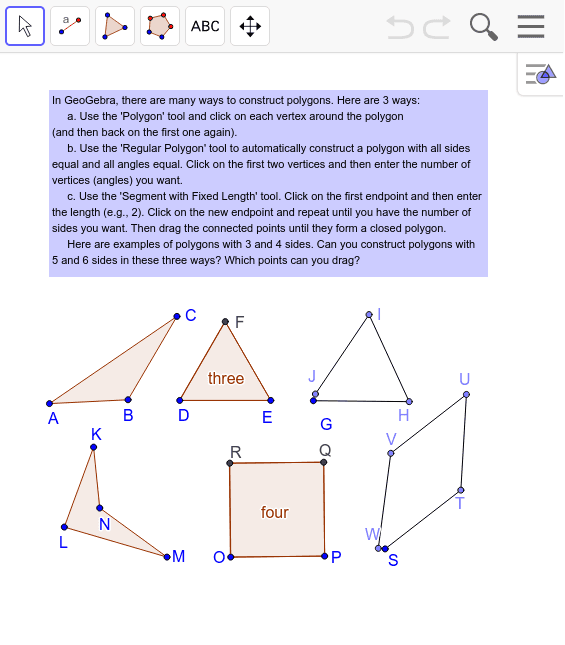 a
ABC
In GeoGebra, there are many ways to construct polygons. Here are 3 ways:
a. Use the 'Polygon' tool and click on each vertex around the polygon
(and then back on the first one again).
b. Use the 'Regular Polygon' tool to automatically construct a polygon with all sides
equal and all angles equal. Click on the first two vertices and then enter the number of
vertices (angles) you want.
c. Use the 'Segment with Fixed Length' tool. Click on the first endpoint and then enter
the length (e.g., 2). Click on the new endpoint and repeat until you have the number of
sides you want. Then drag the connected points until they form a closed polygon.
Here are examples of polygons with 3 and 4 sides. Can you construct polygons with
5 and 6 sides in these three ways? Which points can you drag?
C
F
I
three
J
U
A
B
D
E
G
H
K
V
R
Q
N
four
T
L
W
M
O
P
S